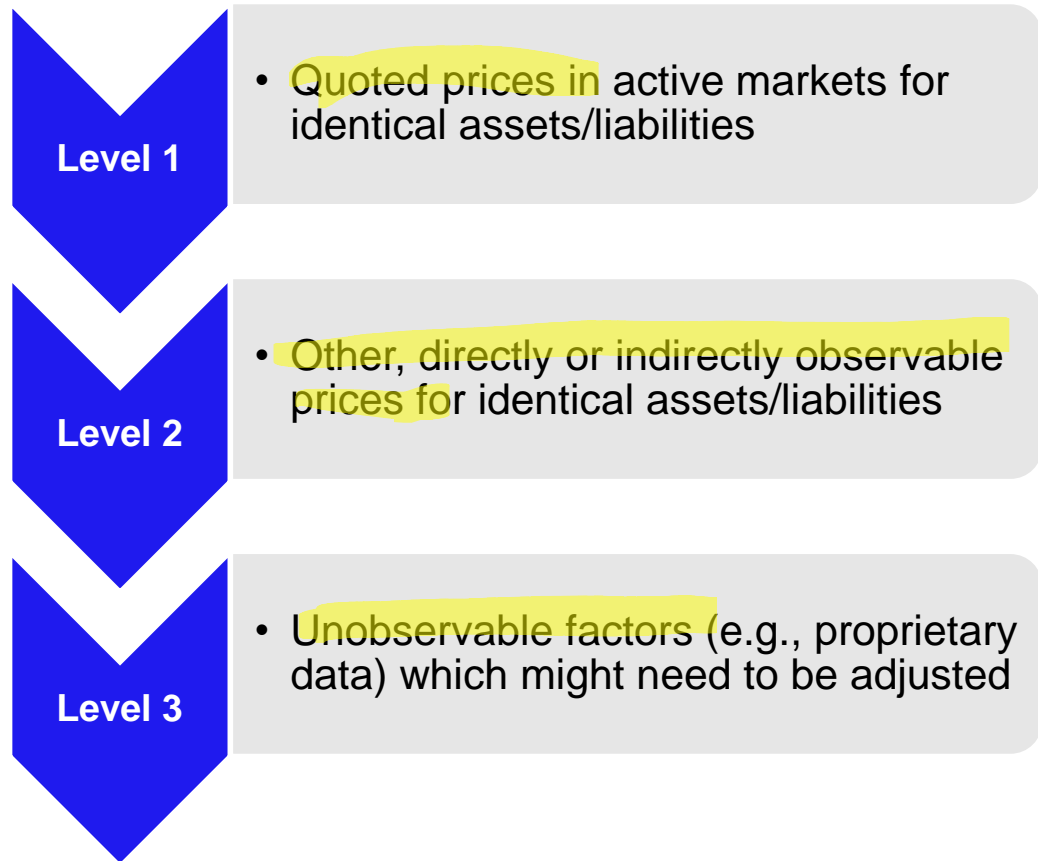 • Quoted prices in active markets for
identical assets/liabilities
Level 1
• Other, directly or indirectly observable
prices for identical assets/liabilities
Level 2
• Unobservable factors (e.g., proprietary
data) which might need to be adjusted
Level 3